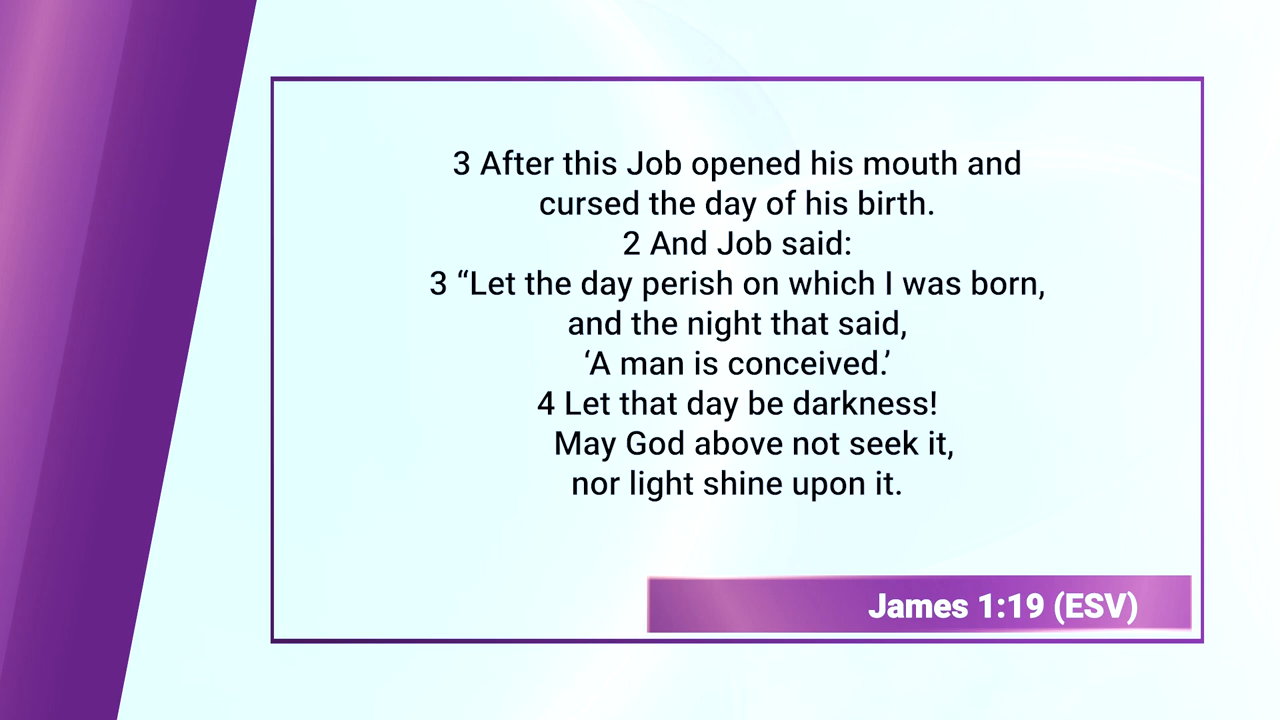 3 After this Job opened his mouth and
cursed the day of his birth.
2 And Job said:
3 “Let the day perish on which I was born,
and the night that said,
‘A man is conceived.’
4 Let that day be darkness!
May God above not seek it,
nor light shine upon it.
James 1:19 (ESV)